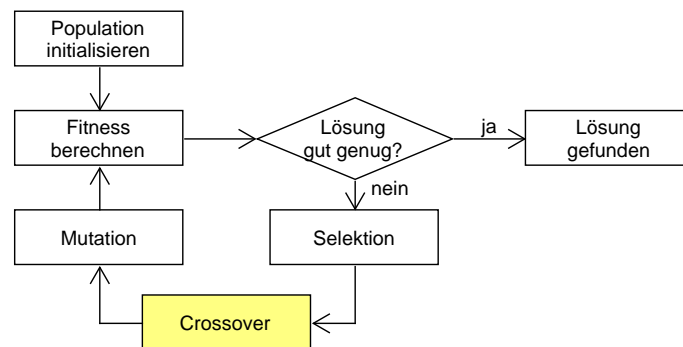 Population
initialisieren
Fitness
berechnen
Lösung
gut genug?
ja
Lösung
gefunden
nein
Mutation
Selektion
Crossover